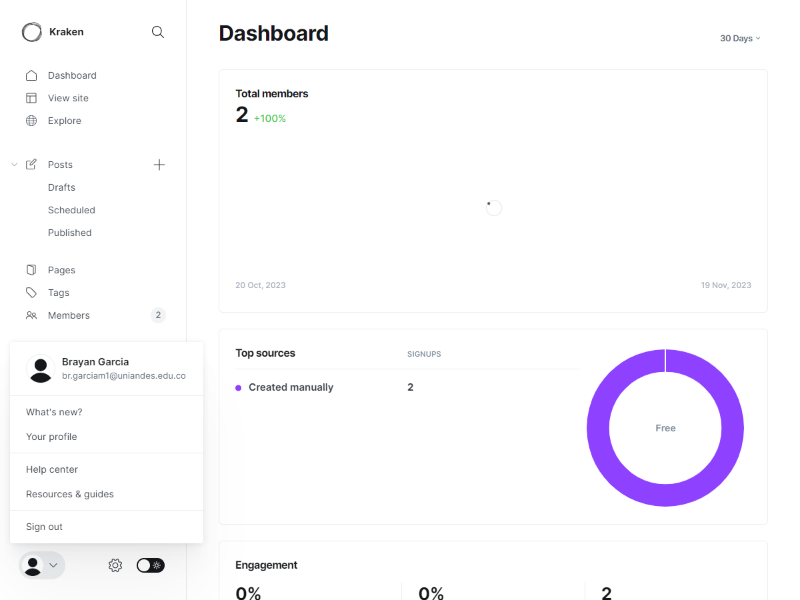 Kraken
Dashboard
View site
Explore
Posts
Drafts
Scheduled
Published
Pages
Tags
Members 2
Brayan Garcia
br.garciam1@uniandes.edu.co
What's new?
Your profile
Help center
Resources & guides
Sign out
Dashboard
30 Days
Total members
2 +100%
20 Oct, 2023 19 Nov, 2023
Top sources SIGNUPS
Created manually 2
Free
Engagement
0% 0% 2